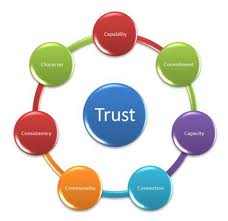 Capability
Character
Commitment
Trust
Consistency
Capacity
Commonality
Connection